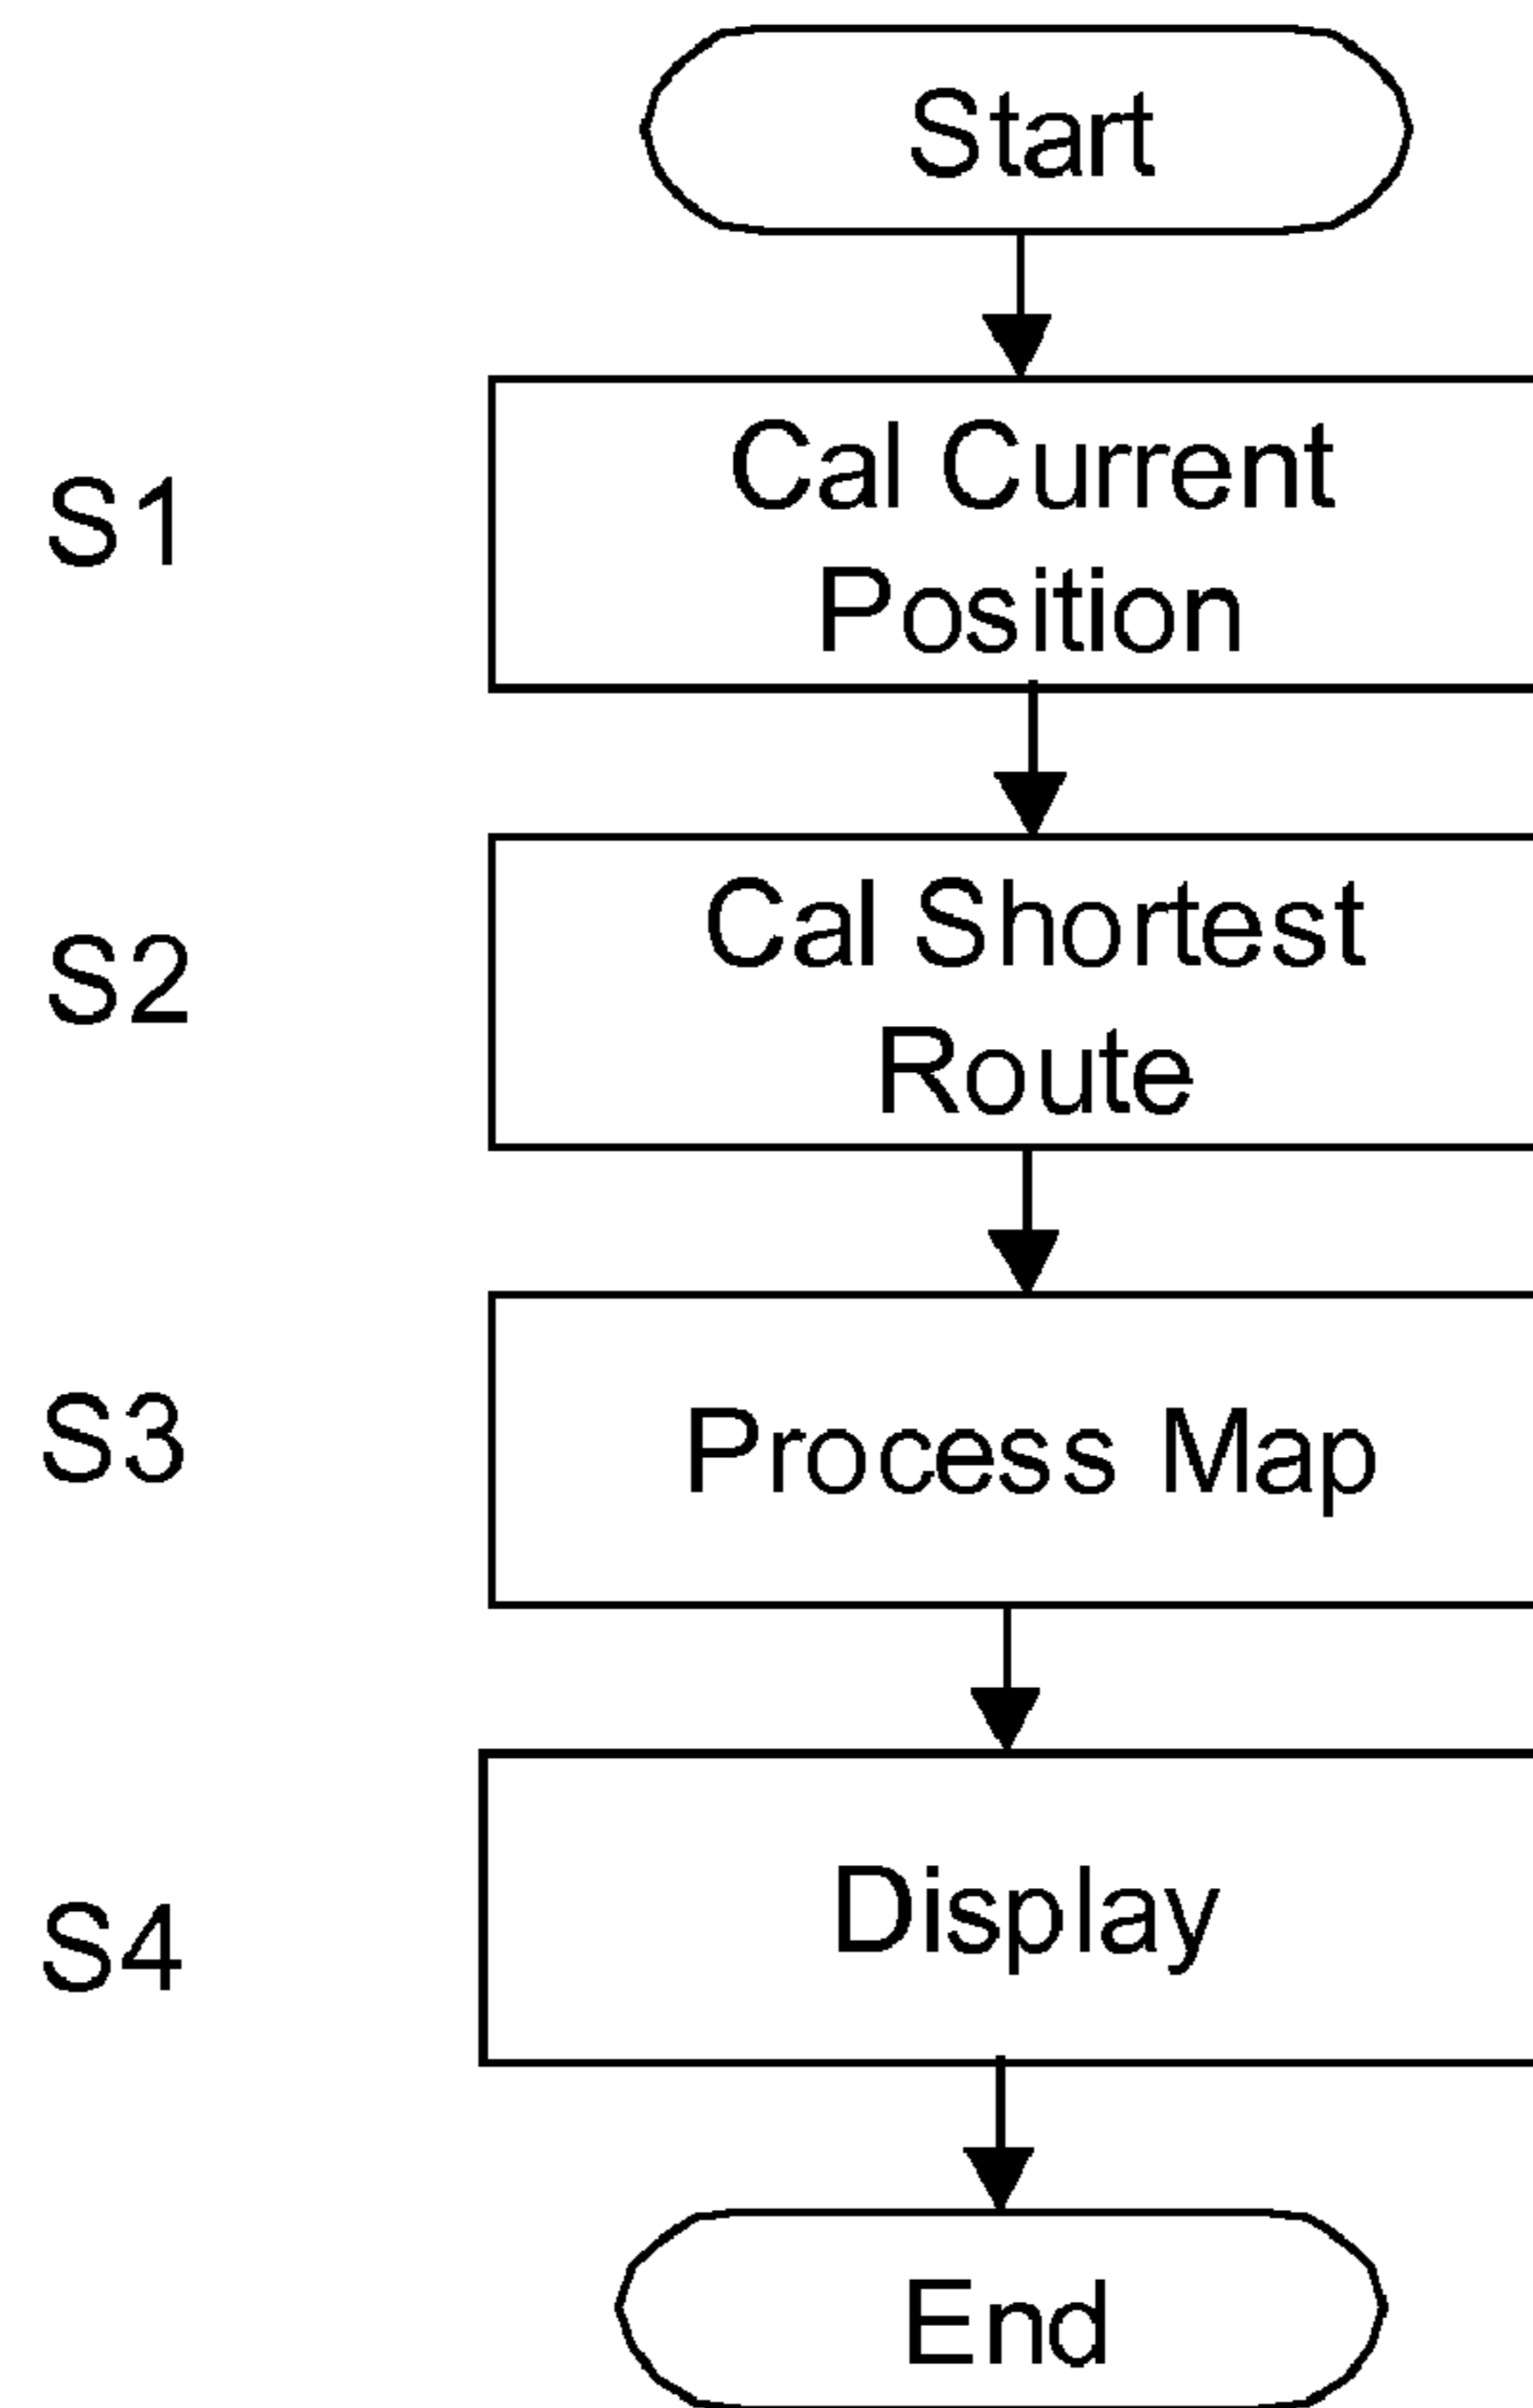 Start
S1
Cal Current
Position
S2
Cal Shortest
Route
S3
Process Map
S4
Display
End